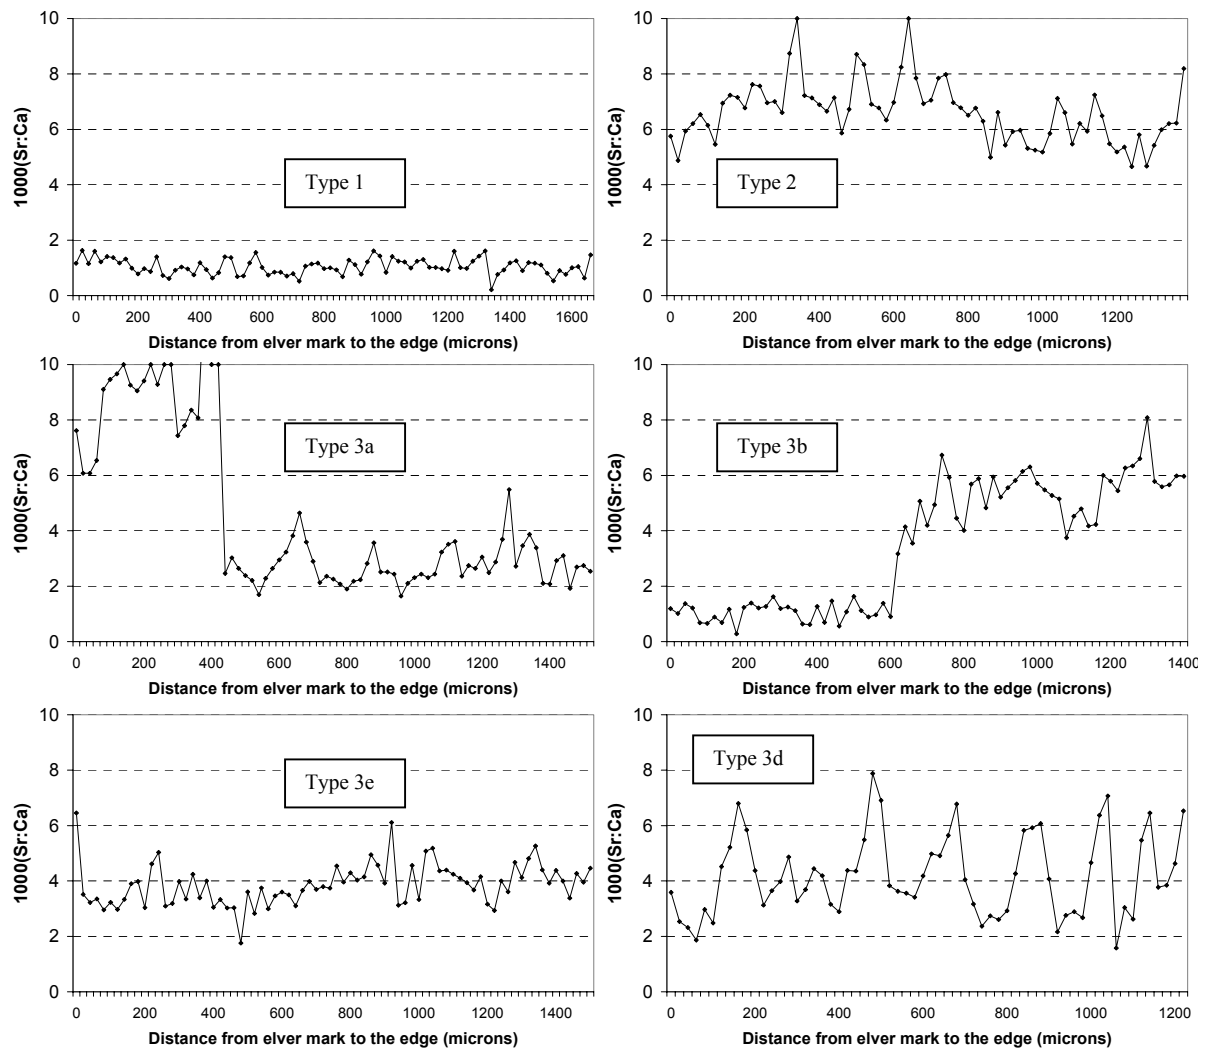 10
8
6
4
2
0
1000(Sr:Ca)
Type 1
0 200 400 600 800 1000 1200 1400 1600
Distance from elver mark to the edge (microns)
10
8
6
4
2
0
1000(Sr:Ca)
Type 2
0 200 400 600 800 1000 1200
Distance from elver mark to the edge (microns)
10
8
6
4
2
0
1000(Sr:Ca)
Type 3a
0 200 400 600 800 1000 1200 1400
Distance from elver mark to the edge (microns)
10
8
6
4
2
0
1000(Sr:Ca)
Type 3b
0 200 400 600 800 1000 1200 1400
Distance from elver mark to the edge (microns)
10
8
6
4
2
0
1000(Sr:Ca)
Type 3e
0 200 400 600 800 1000 1200 1400
Distance from elver mark to the edge (microns)
10
8
6
4
2
0
1000(Sr:Ca)
Type 3d
0 200 400 600 800 1000 1200
Distance from elver mark to the edge (microns)